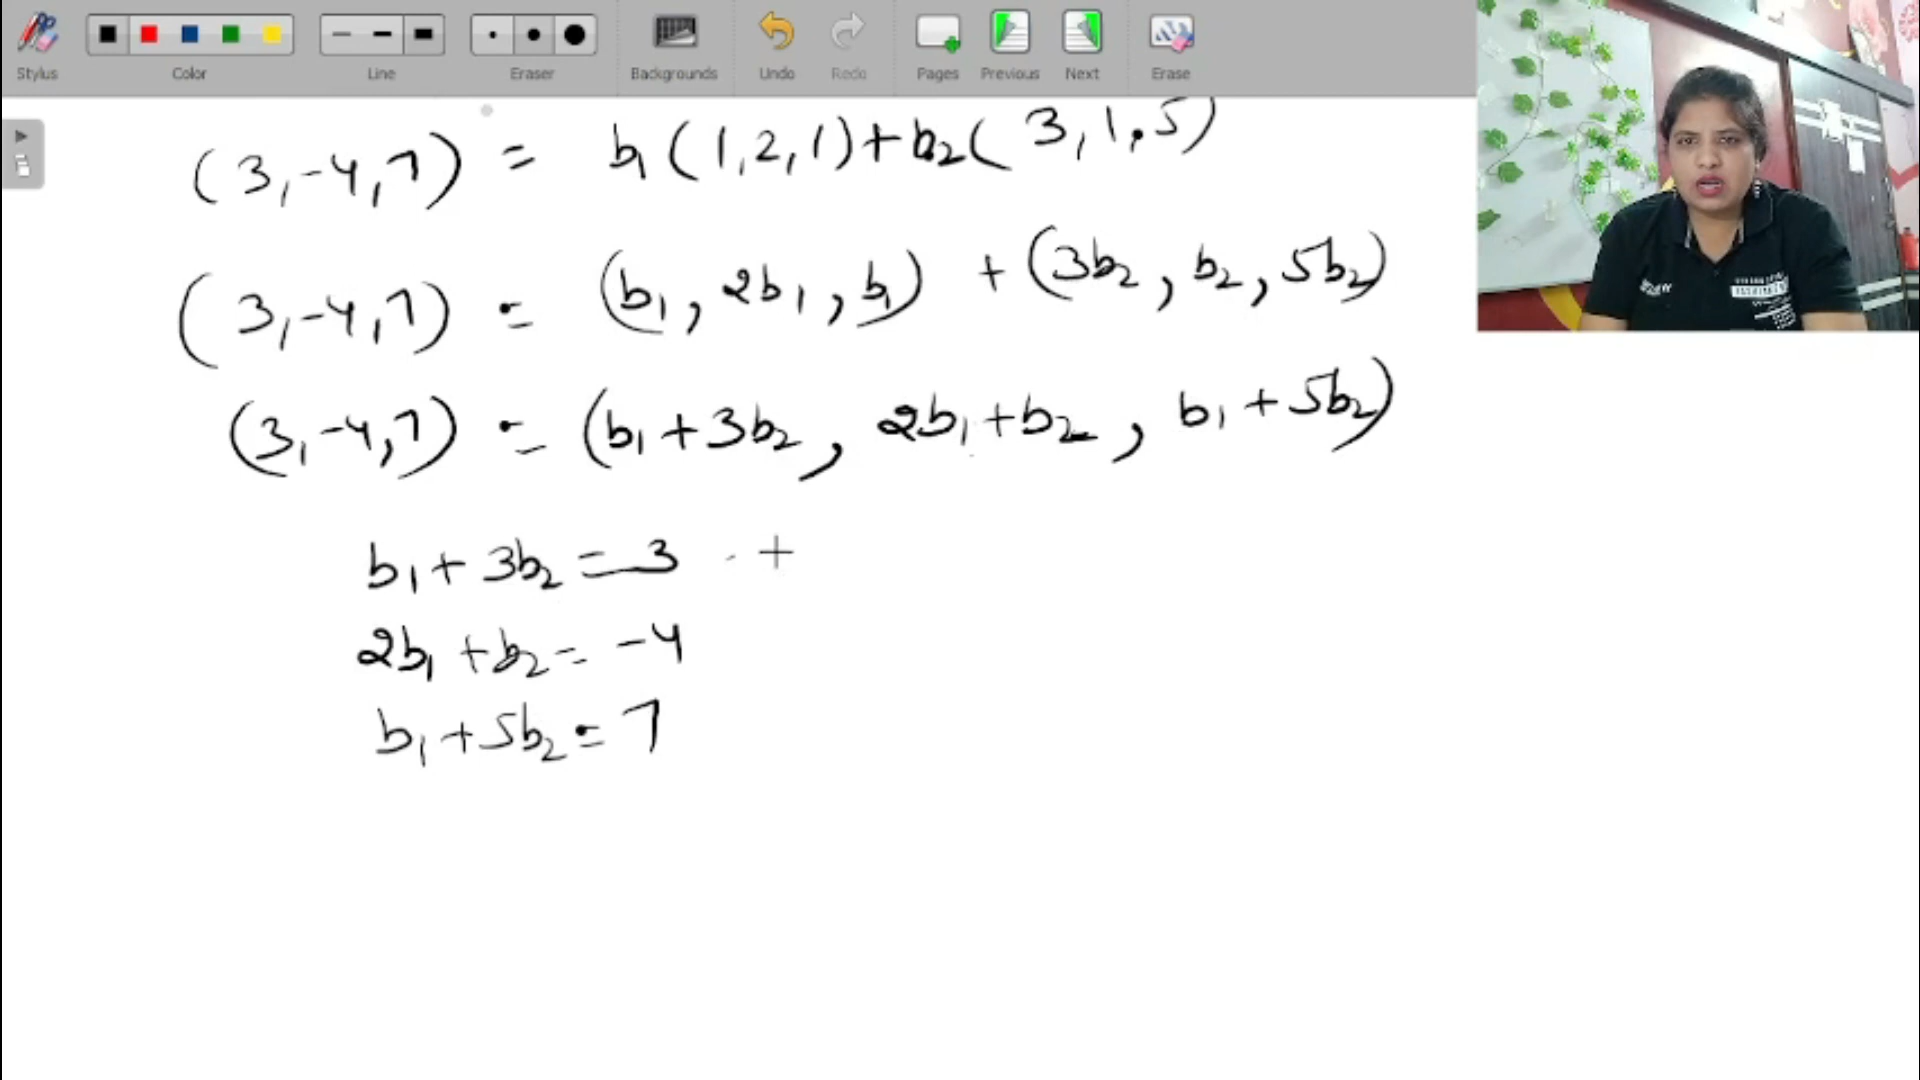 Stylus Color Line Eraser Backgrounds Undo Redo Pages Previous Next Erase
(3,-4,7) = b₁(1,2,1)+b₂(3,1,5)
(3,-4,7) = (b₁, 2b₁, b₁) + (3b₂, b₂, 5b₂)
(3,-4,7) = (b₁+3b₂, 2b₁+b₂, b₁+5b₂)
b₁+3b₂=3
2b₁+b₂=-4
b₁+5b₂=7